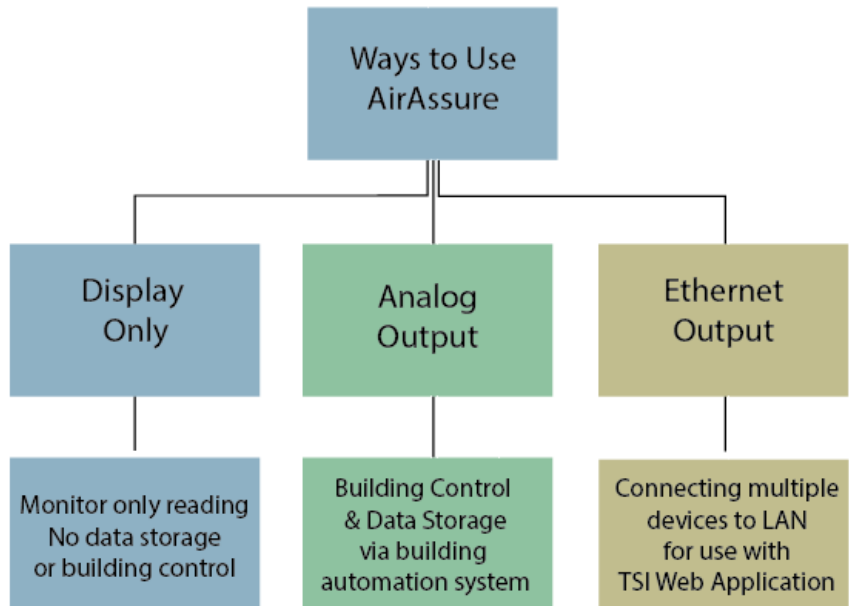 Ways to Use
AirAssure
Display
Only
Analog
Output
Ethernet
Output
Monitor only reading
No data storage
or building control
Building Control
& Data Storage
via building
automation system
Connecting multiple
devices to LAN
for use with
TSI Web Application